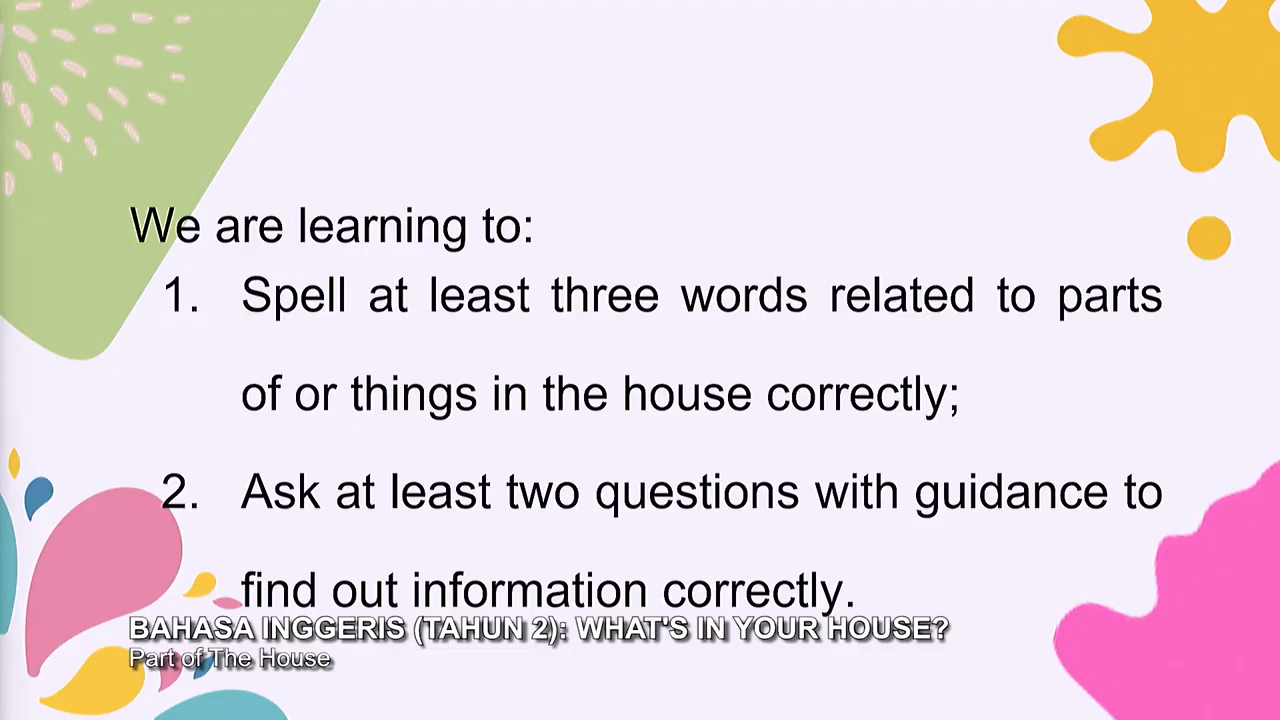 We are learning to:
1. Spell at least three words related to parts
of or things in the house correctly;
2. Ask at least two questions with guidance to
find out information correctly.
BAHASA INGGERIS (TAHUN 2): WHAT'S IN YOUR HOUSE?
Part of The House